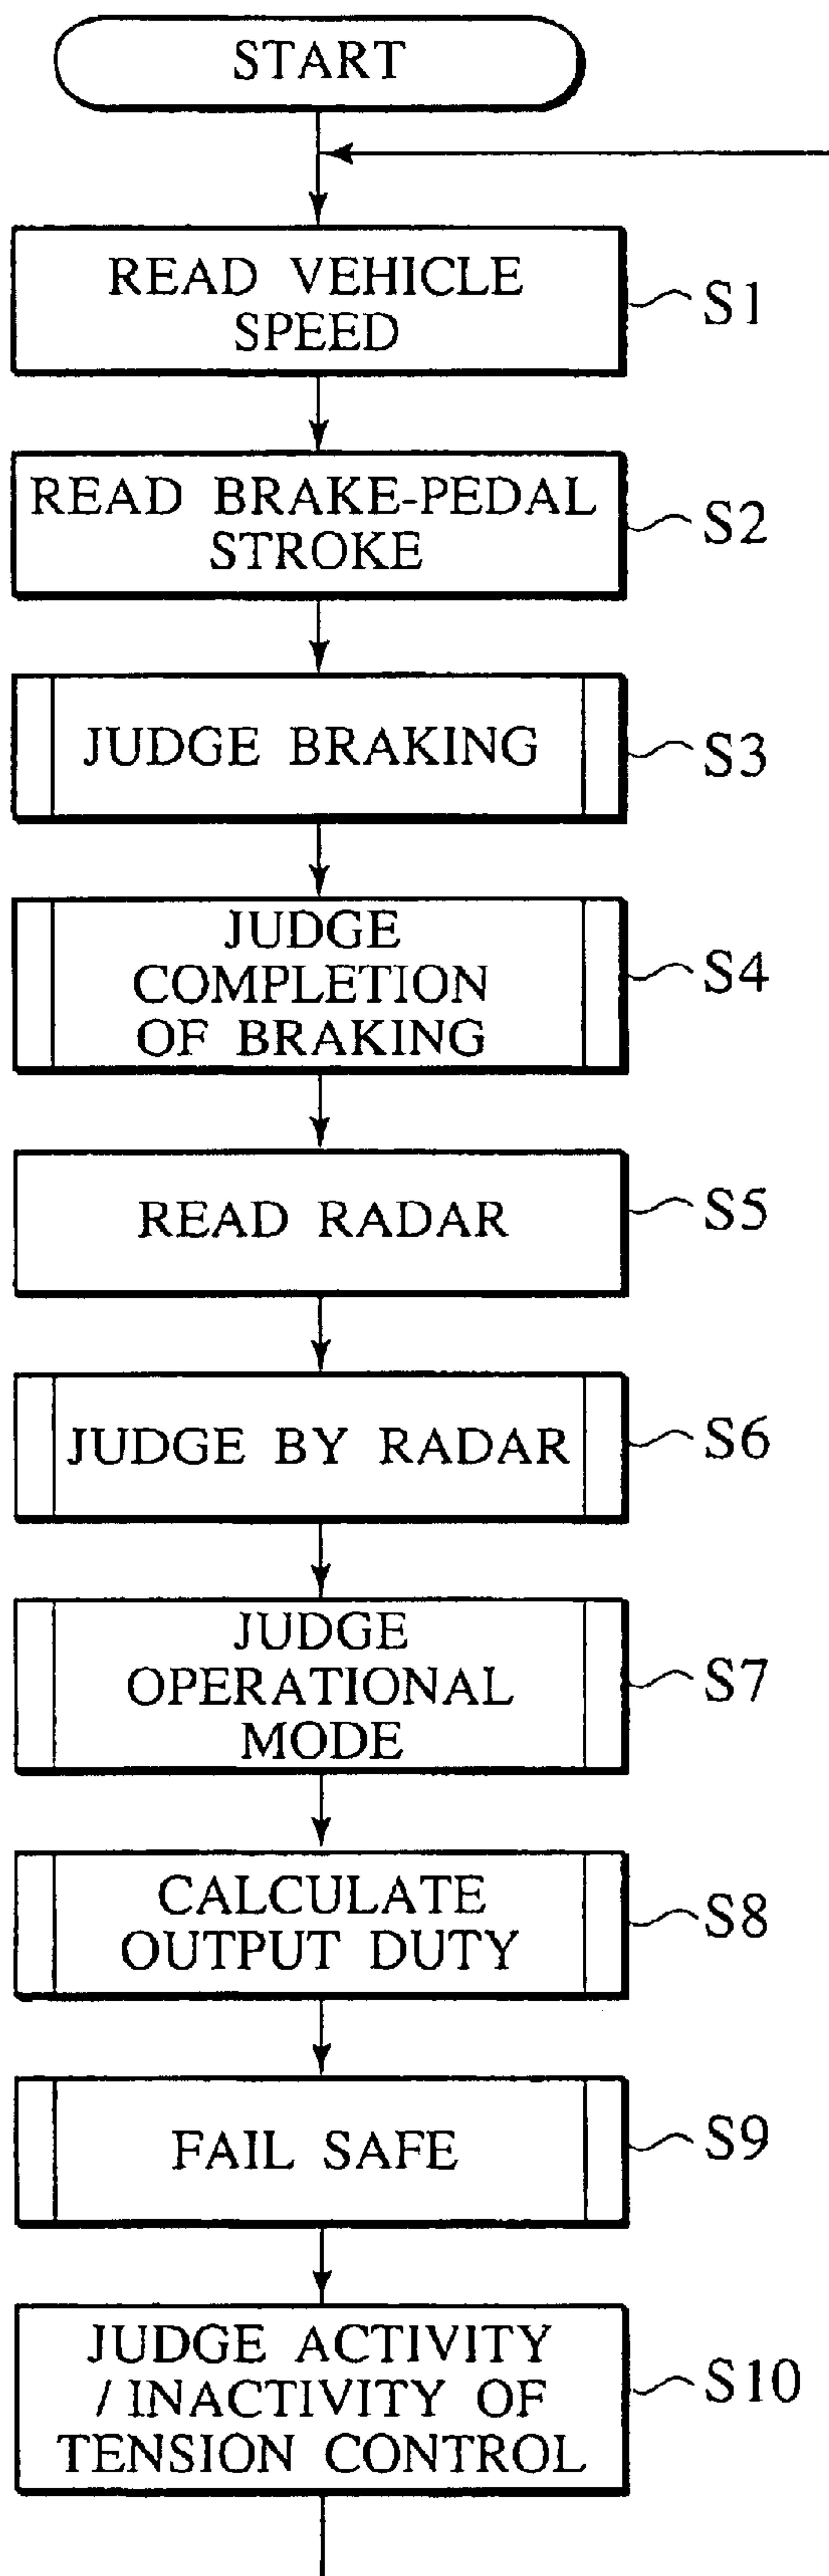 START
READ VEHICLE
SPEED
S1
READ BRAKE-PEDAL
STROKE
S2
JUDGE BRAKING
S3
JUDGE
COMPLETION
OF BRAKING
S4
READ RADAR
S5
JUDGE BY RADAR
S6
JUDGE
OPERATIONAL
MODE
S7
CALCULATE
OUTPUT DUTY
S8
FAIL SAFE
S9
JUDGE ACTIVITY
/ INACTIVITY OF
TENSION CONTROL
S10